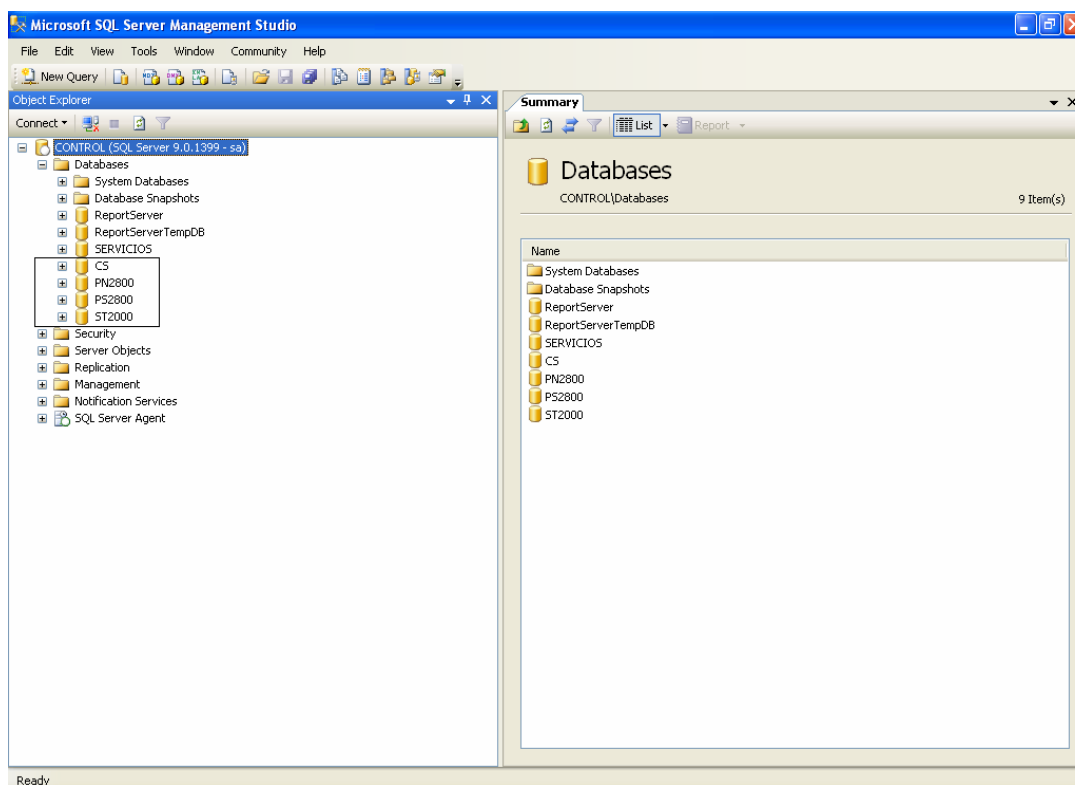 Microsoft SQL Server Management Studio
File Edit View Tools Window Community Help
New Query
Object Explorer
Connect
CONTROL (SQL Server 9.0.1399 - sa)
Databases
System Databases
Database Snapshots
ReportServer
ReportServerTempDB
SERVICIOS
CS
PN2800
PS2800
ST2000
Security
Server Objects
Replication
Management
Notification Services
SQL Server Agent
Summary
List Report
Databases
CONTROL\Databases 9 Item(s)
Name
System Databases
Database Snapshots
ReportServer
ReportServerTempDB
SERVICIOS
CS
PN2800
PS2800
ST2000
Ready